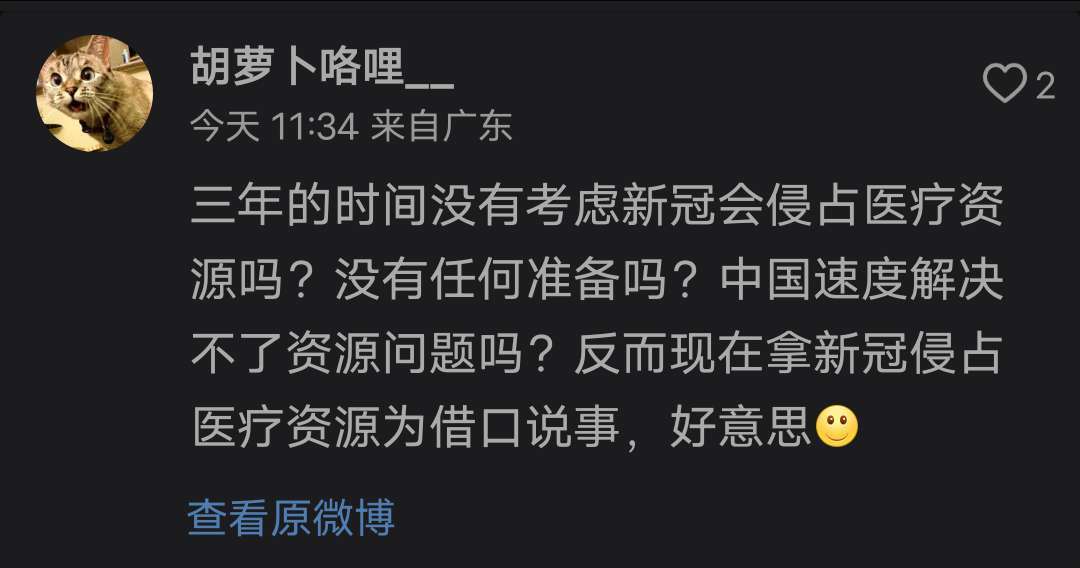 胡萝卜咯哩__
2
今天 11:34 来自广东
三年的时间没有考虑新冠会侵占医疗资
源吗？没有任何准备吗？中国速度解决
不了资源问题吗？反而现在拿新冠侵占
医疗资源为借口说事，好意思🙂
查看原微博